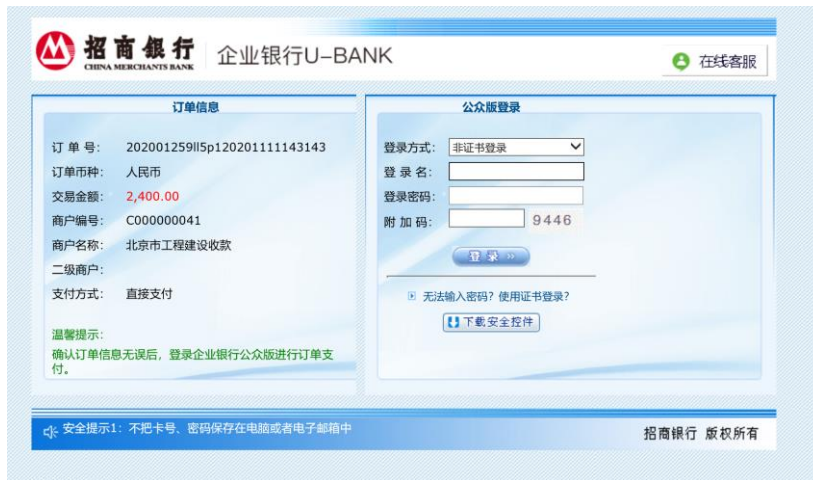 招商银行
CHINA MERCHANTS BANK
企业银行U-BANK
在线客服
订单信息
订 单 号: 202001259ll5p120201111143143
订单币种: 人民币
交易金额: 2,400.00
商户编号: C000000041
商户名称: 北京市工程建设收款
二级商户:
支付方式: 直接支付
温馨提示:
确认订单信息无误后，登录企业银行公众版进行订单支
付。
公众版登录
登录方式: 非证书登录
登 录 名:
登录密码:
附 加 码: 9446
登 录 »
无法输入密码? 使用证书登录?
下载安全控件
安全提示1: 不把卡号、密码保存在电脑或者电子邮箱中
招商银行 版权所有